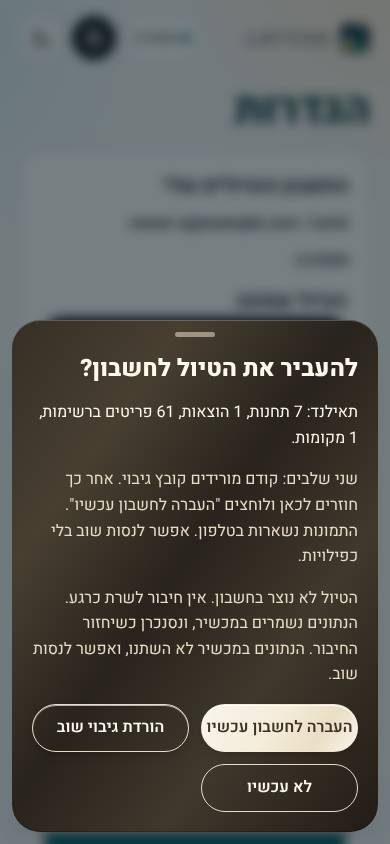 הגדרות
להעביר את הטיול לחשבון?
תאילנד: 7 תחנות, 1 הוצאות, 61 פריטים ברשימות,
1 מקומות.
שני שלבים: קודם מורידים קובץ גיבוי. אחר כך
חוזרים לכאן ולוחצים "העברה לחשבון עכשיו".
התמונות נשארות בטלפון. אפשר לנסות שוב בלי
כפילויות.
הטיול לא נוצר בחשבון. אין חיבור לשרת כרגע.
הנתונים נשמרים במכשיר, ונסנכרן כשיחזור
החיבור. הנתונים במכשיר לא השתנו, ואפשר לנסות
שוב.
העברה לחשבון עכשיו
הורדת גיבוי שוב
לא עכשיו